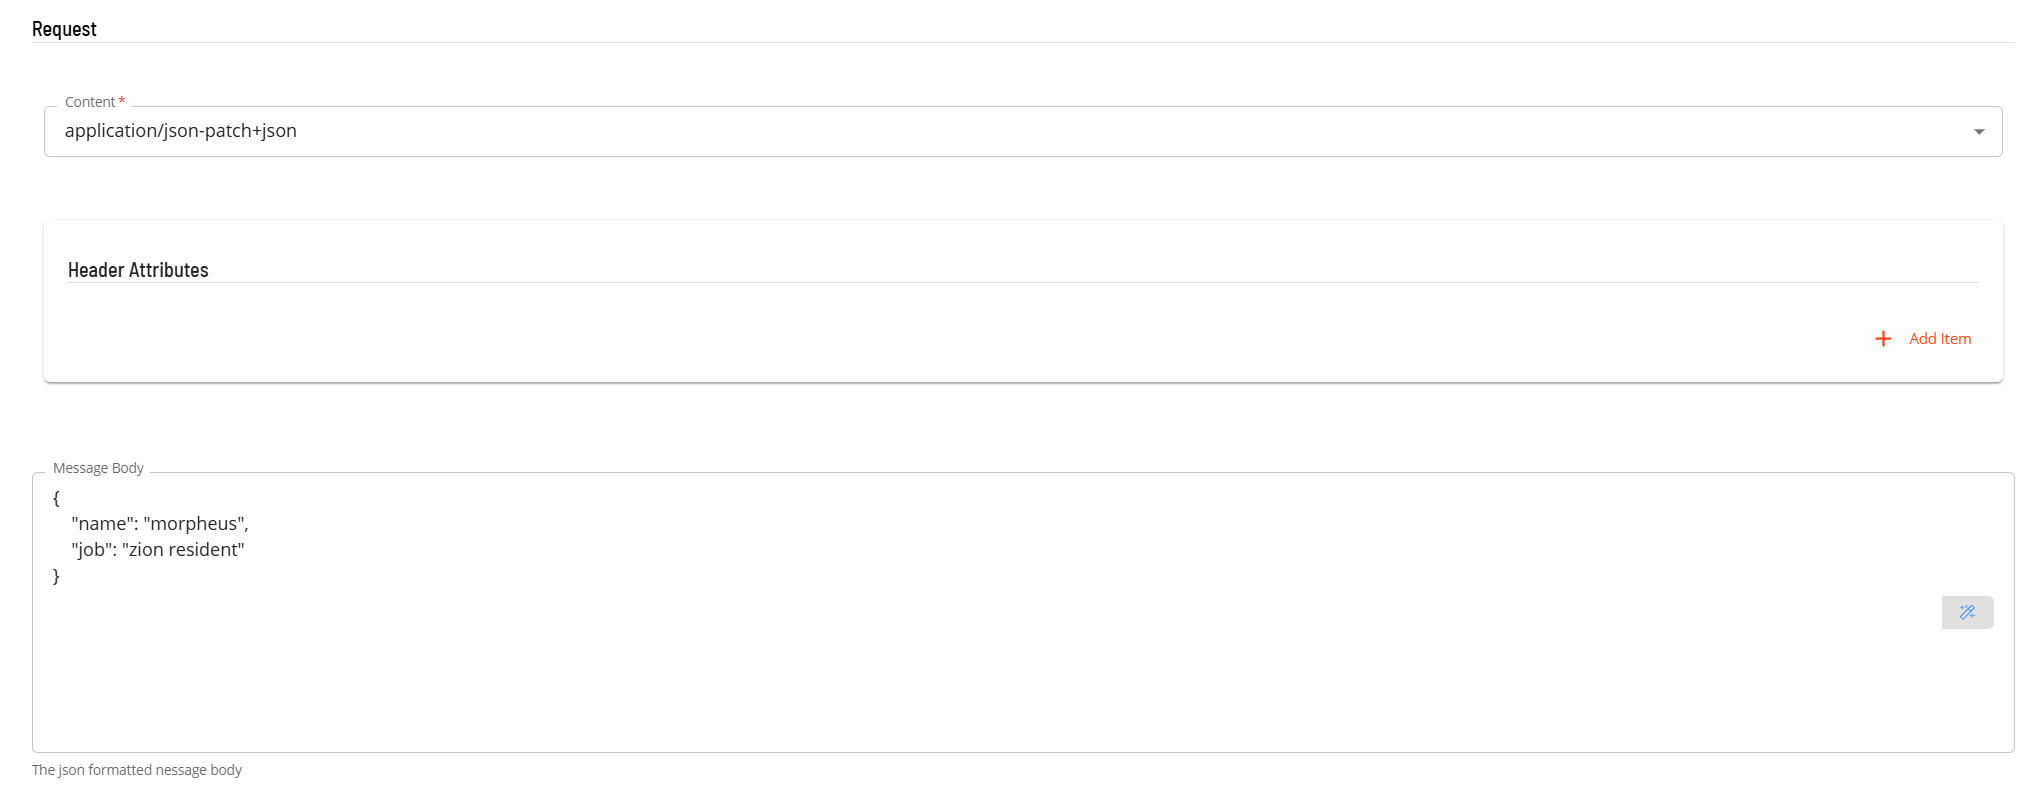 Request
Content *
application/json-patch+json
Header Attributes
Add Item
Message Body
{
"name": "morpheus",
"job": "zion resident"
}
The json formatted nessage body